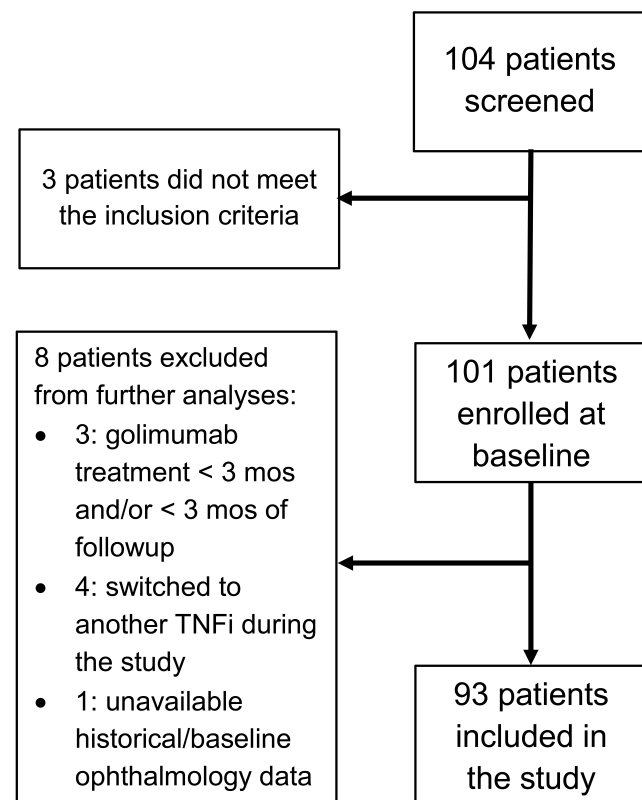 104 patients
screened
3 patients did not meet
the inclusion criteria
101 patients
enrolled at
baseline
8 patients excluded
from further analyses:
• 3: golimumab
treatment < 3 mos
and/or < 3 mos of
followup
• 4: switched to
another TNFi during
the study
• 1: unavailable
historical/baseline
ophthalmology data
93 patients
included in
the study